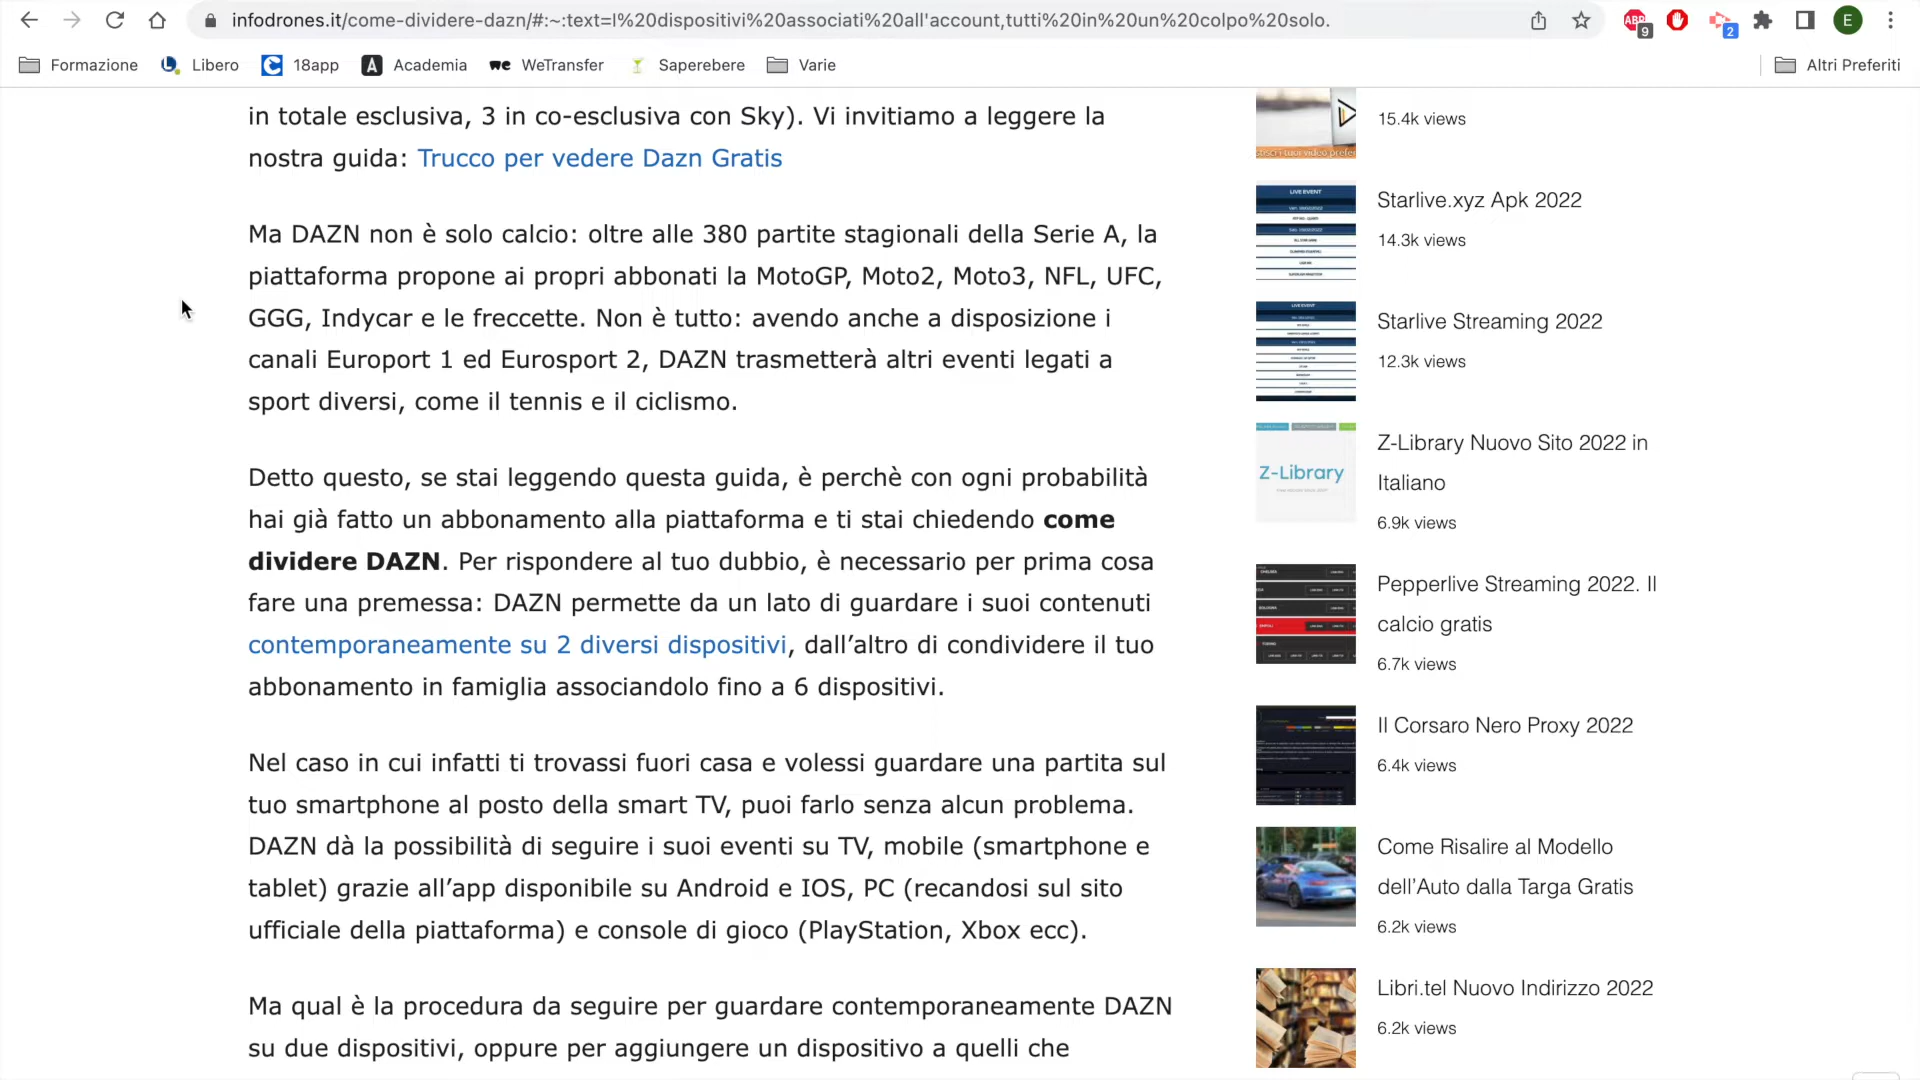 infodrones.it/come-dividere-dazn/#:~:text=I%20dispositivi%20associati%20all'account,tutti%20in%20un%20colpo%20solo.
ABP 9 2 E
Formazione Libero 18app Academia WeTransfer Saperebere Varie Altri Preferiti
in totale esclusiva, 3 in co-esclusiva con Sky). Vi invitiamo a leggere la
nostra guida: Trucco per vedere Dazn Gratis
Ma DAZN non è solo calcio: oltre alle 380 partite stagionali della Serie A, la
piattaforma propone ai propri abbonati la MotoGP, Moto2, Moto3, NFL, UFC,
GGG, Indycar e le freccette. Non è tutto: avendo anche a disposizione i
canali Europort 1 ed Eurosport 2, DAZN trasmetterà altri eventi legati a
sport diversi, come il tennis e il ciclismo.
Detto questo, se stai leggendo questa guida, è perchè con ogni probabilità
hai già fatto un abbonamento alla piattaforma e ti stai chiedendo come
dividere DAZN. Per rispondere al tuo dubbio, è necessario per prima cosa
fare una premessa: DAZN permette da un lato di guardare i suoi contenuti
contemporaneamente su 2 diversi dispositivi, dall’altro di condividere il tuo
abbonamento in famiglia associandolo fino a 6 dispositivi.
Nel caso in cui infatti ti trovassi fuori casa e volessi guardare una partita sul
tuo smartphone al posto della smart TV, puoi farlo senza alcun problema.
DAZN dà la possibilità di seguire i suoi eventi su TV, mobile (smartphone e
tablet) grazie all’app disponibile su Android e IOS, PC (recandosi sul sito
ufficiale della piattaforma) e console di gioco (PlayStation, Xbox ecc).
Ma qual è la procedura da seguire per guardare contemporaneamente DAZN
su due dispositivi, oppure per aggiungere un dispositivo a quelli che
15.4k views
LIVE EVENT
Starlive.xyz Apk 2022
14.3k views
LIVE EVENT
Starlive Streaming 2022
12.3k views
Z-Library
Z-Library Nuovo Sito 2022 in
Italiano
6.9k views
Pepperlive Streaming 2022. Il
calcio gratis
6.7k views
Il Corsaro Nero Proxy 2022
6.4k views
Come Risalire al Modello
dell’Auto dalla Targa Gratis
6.2k views
Libri.tel Nuovo Indirizzo 2022
6.2k views